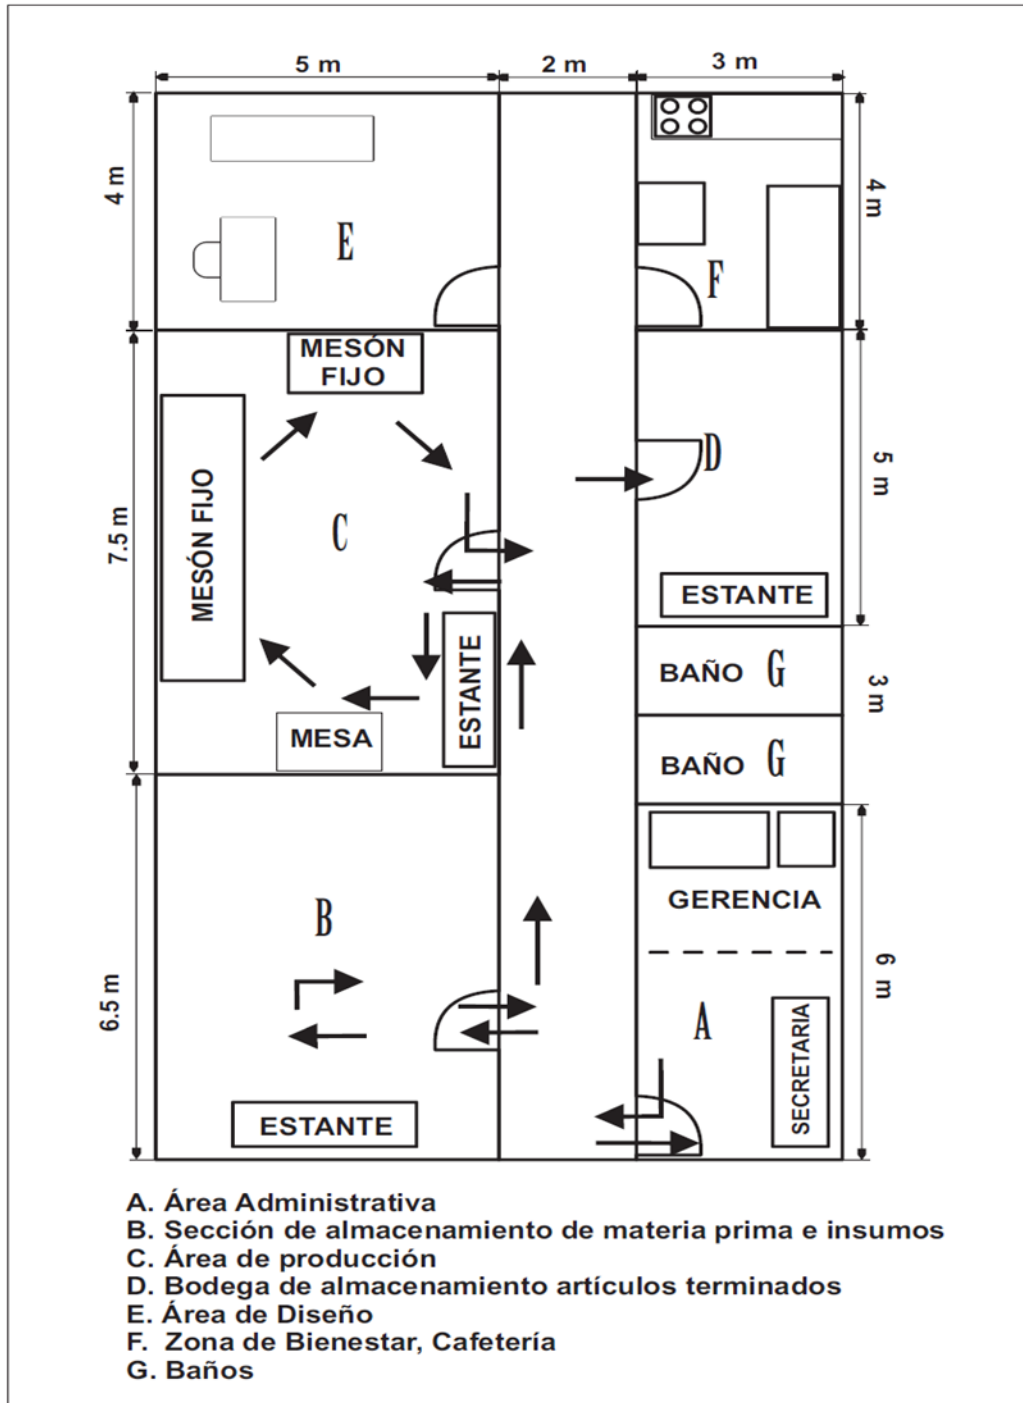 5 m
2 m
3 m
4 m
4 m
E
F
MESÓN
FIJO
D
5 m
7.5 m
MESÓN FIJO
C
ESTANTE
ESTANTE
BAÑO G
3 m
MESA
BAÑO G
GERENCIA
B
6 m
6.5 m
A
SECRETARIA
ESTANTE
A. Área Administrativa
B. Sección de almacenamiento de materia prima e insumos
C. Área de producción
D. Bodega de almacenamiento artículos terminados
E. Área de Diseño
F. Zona de Bienestar, Cafetería
G. Baños